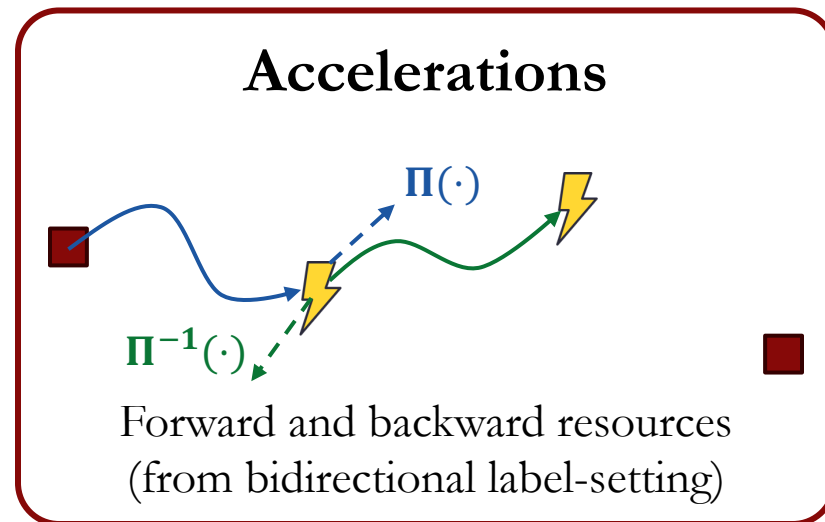 Accelerations
Π(·)
Π⁻¹(·)
Forward and backward resources
(from bidirectional label-setting)